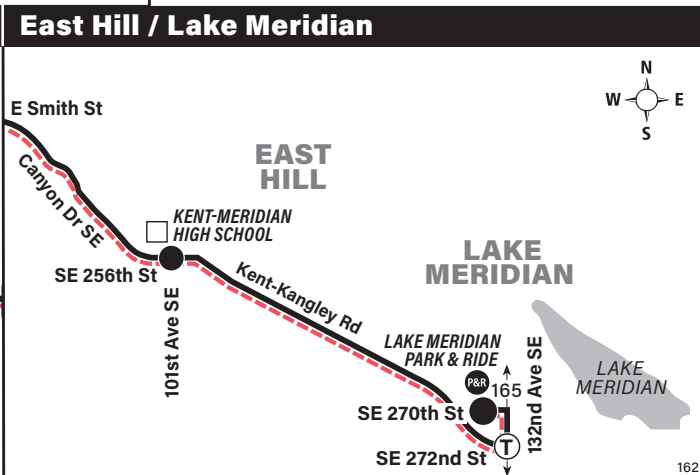 East Hill / Lake Meridian
N
W
E
S
E Smith St
EAST
HILL
Canyon Dr SE
KENT-MERIDIAN
HIGH SCHOOL
SE 256th St
101st Ave SE
Kent-Kangley Rd
LAKE
MERIDIAN
LAKE MERIDIAN
PARK & RIDE
P&R
165
132nd Ave SE
LAKE
MERIDIAN
SE 270th St
T
SE 272nd St
162